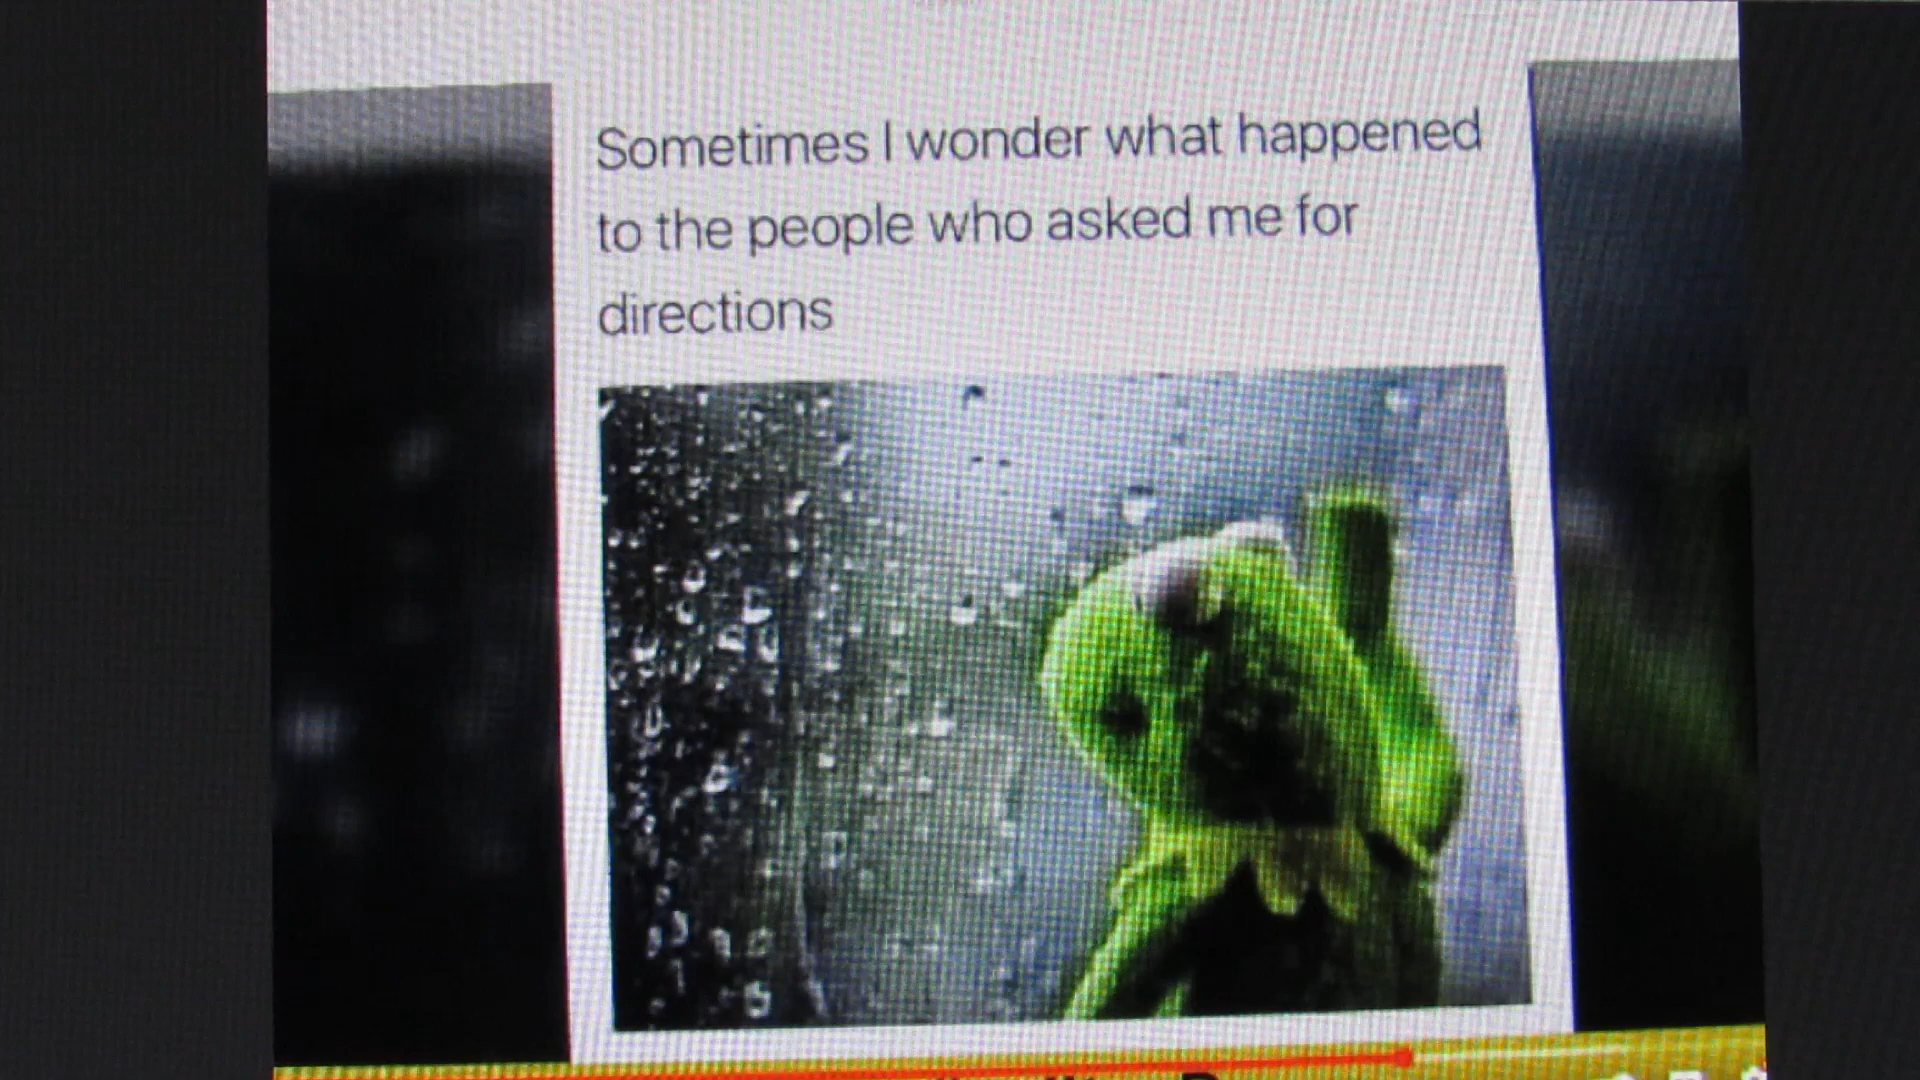 Sometimes I wonder what happened
to the people who asked me for
directions